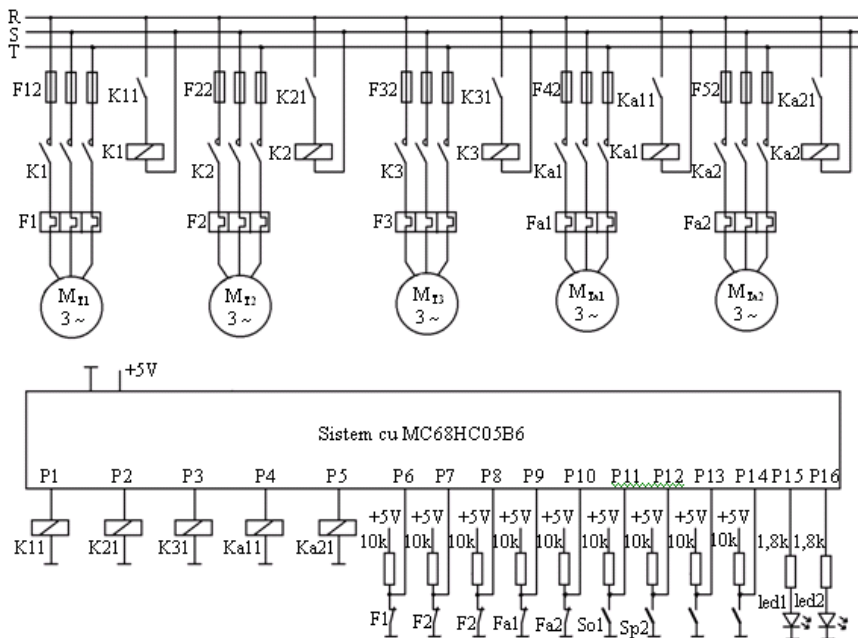 R
S
T
F12 K11 F22 K21 F32 K31 F42 Ka11 F52 Ka21
K1 K1 K2 K2 K3 K3 Ka1 Ka1 Ka2 Ka2
F1 F2 F3 Fa1 Fa2
MT1 MT2 MT3 MTa1 MTa2
3 ~ 3 ~ 3 ~ 3 ~ 3 ~
+5V
Sistem cu MC68HC05B6
P1 P2 P3 P4 P5 P6 P7 P8 P9 P10 P11 P12 P13 P14 P15 P16
+5V +5V +5V +5V +5V +5V +5V +5V +5V
K11 K21 K31 Ka11 Ka21 10k 10k 10k 10k 10k 10k 10k 10k 10k 1,8k 1,8k
F1 F2 F2 Fa1 Fa2 So1 Sp2 led1 led2